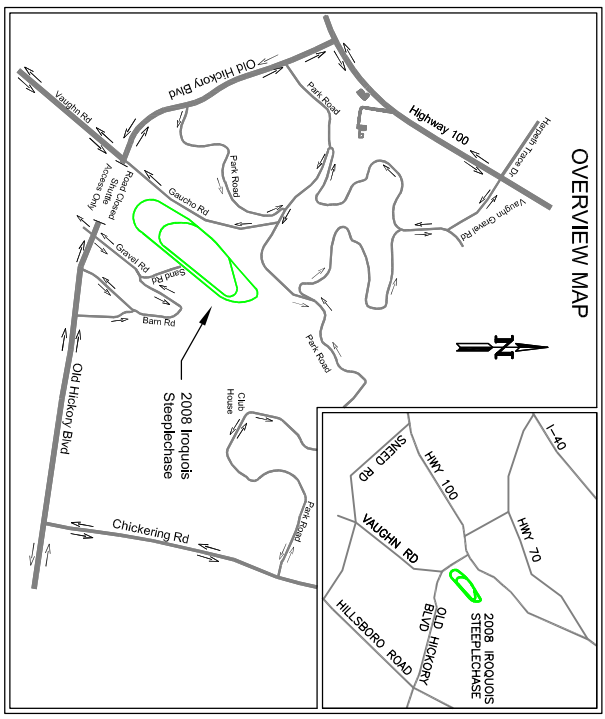 OVERVIEW MAP
N
Highway 100
Harpeth Trace Dr
Vaughn Gravel Rd
Old Hickory Blvd
Park Road
Park Road
Vaughn Rd
Gaucho Rd
Road Closed
Shuttle
Access Only
Gravel Rd
Sand Rd
Barn Rd
Park Road
2008 Iroquois
Steeplechase
Club
House
Old Hickory Blvd
Chickering Rd
Park Road
I-40
HWY 70
HWY 100
SNEED RD
VAUGHN RD
2008 IROQUOIS
STEEPLECHASE
OLD HICKORY
BLVD
HILLSBORO ROAD